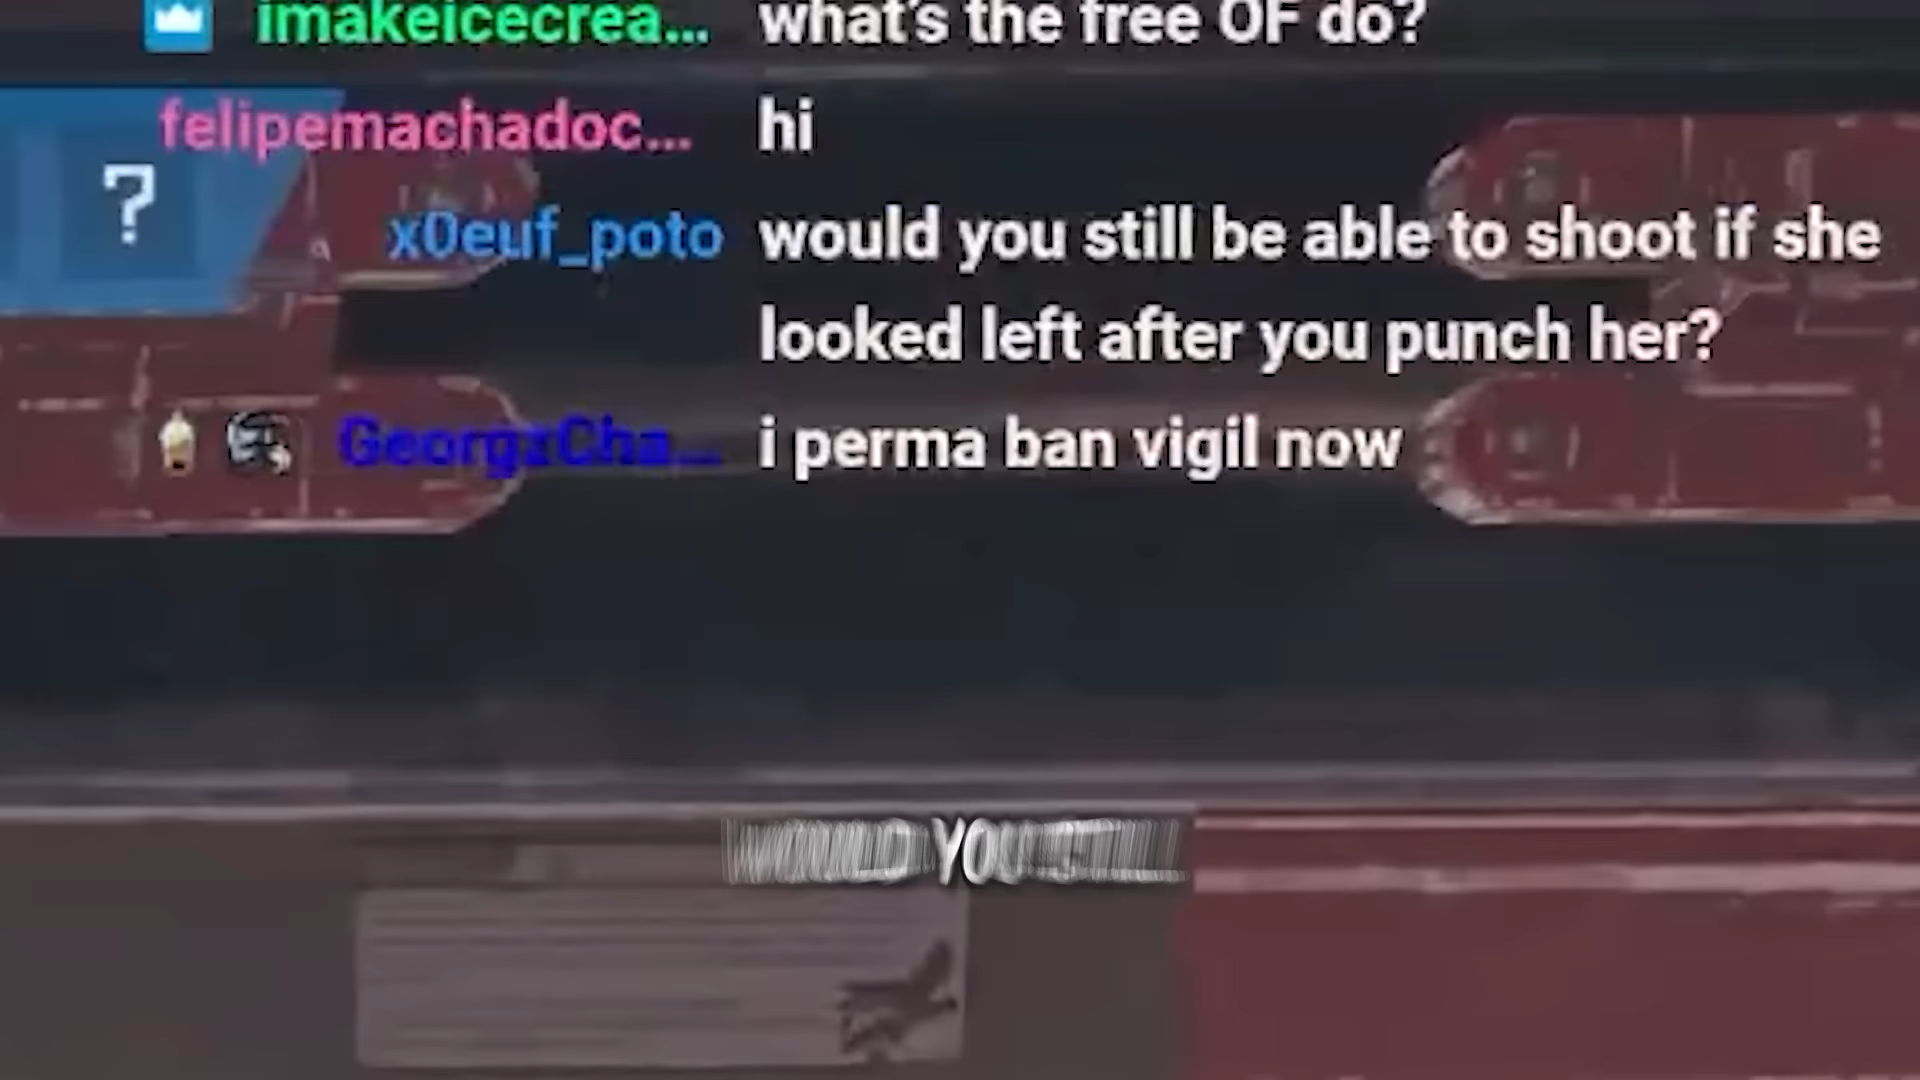 imakeicecrea... what's the free OF do?
felipemachadoc... hi
?
x0euf_poto would you still be able to shoot if she
looked left after you punch her?
GeorgzCha... i perma ban vigil now
WOULD YOU STILL